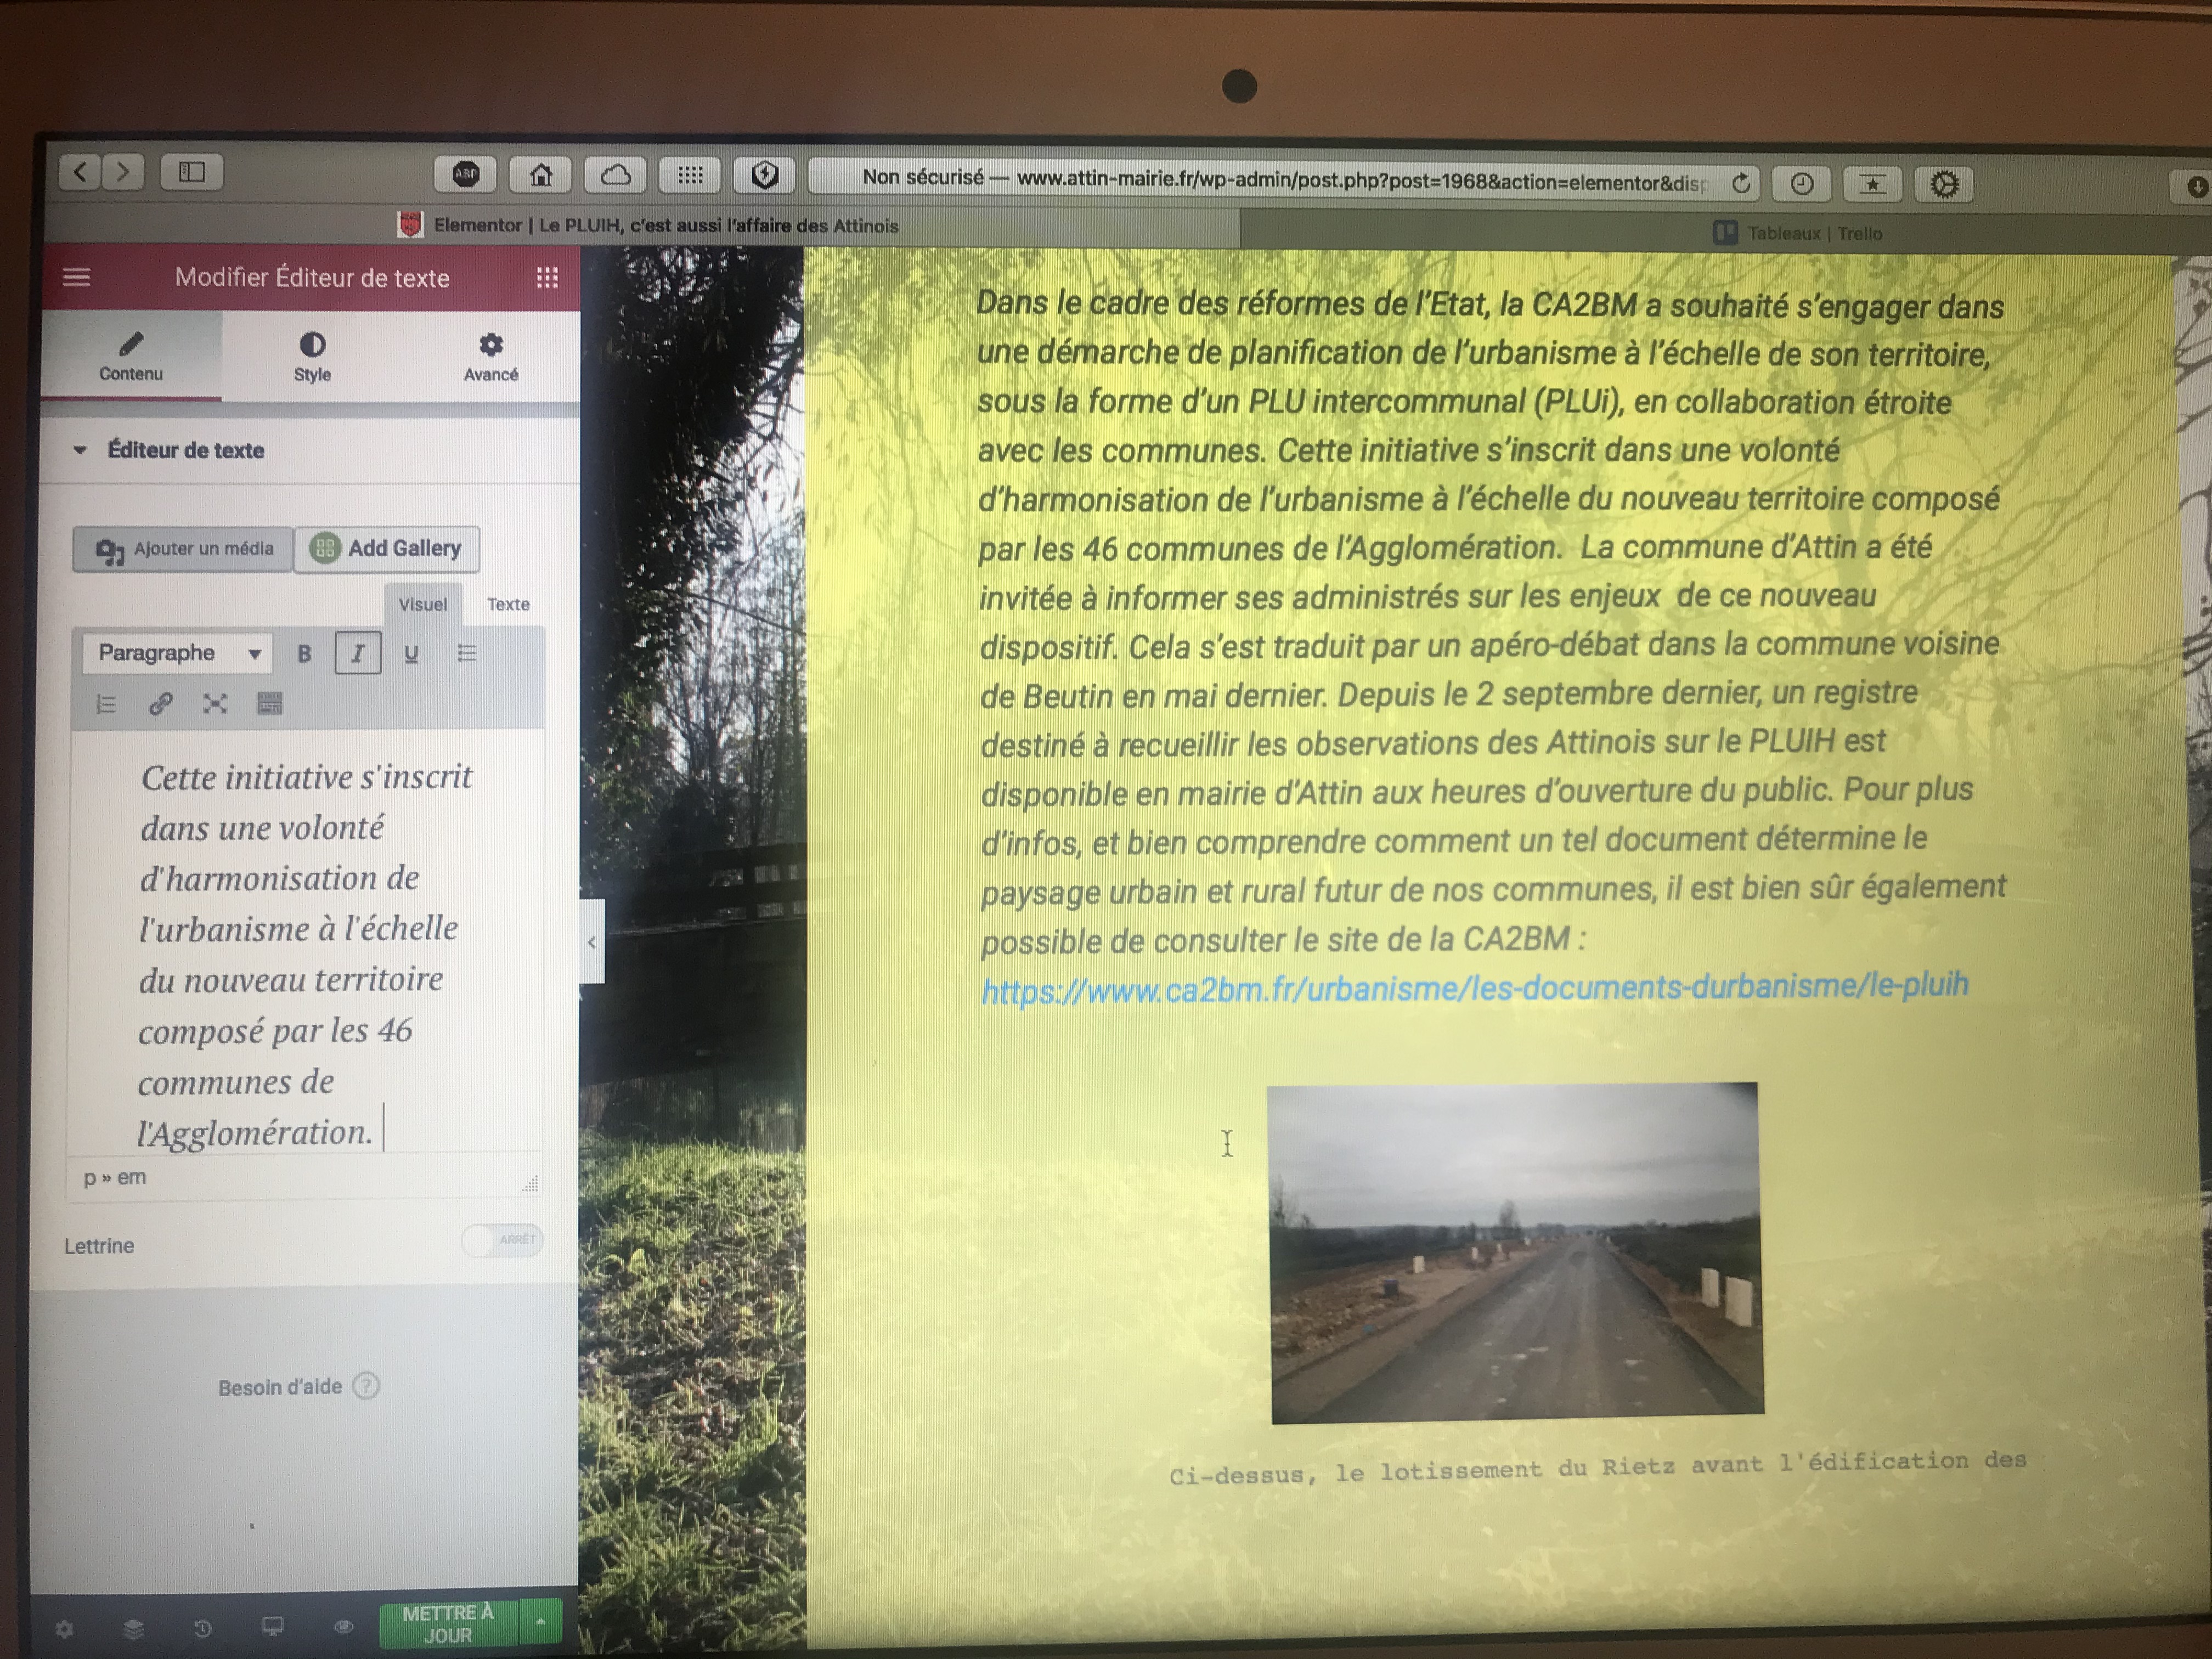 Non sécurisé — www.attin-mairie.fr/wp-admin/post.php?post=1968&action=elementor&disp
Elementor | Le PLUIH, c'est aussi l'affaire des Attinois
Tableaux | Trello
Modifier Éditeur de texte
Contenu
Style
Avancé
Éditeur de texte
Ajouter un média
Add Gallery
Visuel
Texte
Paragraphe
B I U
Cette initiative s'inscrit
dans une volonté
d'harmonisation de
l'urbanisme à l'échelle
du nouveau territoire
composé par les 46
communes de
l'Agglomération.
p » em
Lettrine
ARRÊT
Besoin d'aide ?
METTRE À
JOUR
Dans le cadre des réformes de l'Etat, la CA2BM a souhaité s'engager dans
une démarche de planification de l'urbanisme à l'échelle de son territoire,
sous la forme d'un PLU intercommunal (PLUi), en collaboration étroite
avec les communes. Cette initiative s'inscrit dans une volonté
d'harmonisation de l'urbanisme à l'échelle du nouveau territoire composé
par les 46 communes de l'Agglomération.  La commune d'Attin a été
invitée à informer ses administrés sur les enjeux  de ce nouveau
dispositif. Cela s'est traduit par un apéro-débat dans la commune voisine
de Beutin en mai dernier. Depuis le 2 septembre dernier, un registre
destiné à recueillir les observations des Attinois sur le PLUIH est
disponible en mairie d'Attin aux heures d'ouverture du public. Pour plus
d'infos, et bien comprendre comment un tel document détermine le
paysage urbain et rural futur de nos communes, il est bien sûr également
possible de consulter le site de la CA2BM :
https://www.ca2bm.fr/urbanisme/les-documents-durbanisme/le-pluih
Ci-dessus, le lotissement du Rietz avant l'édification des